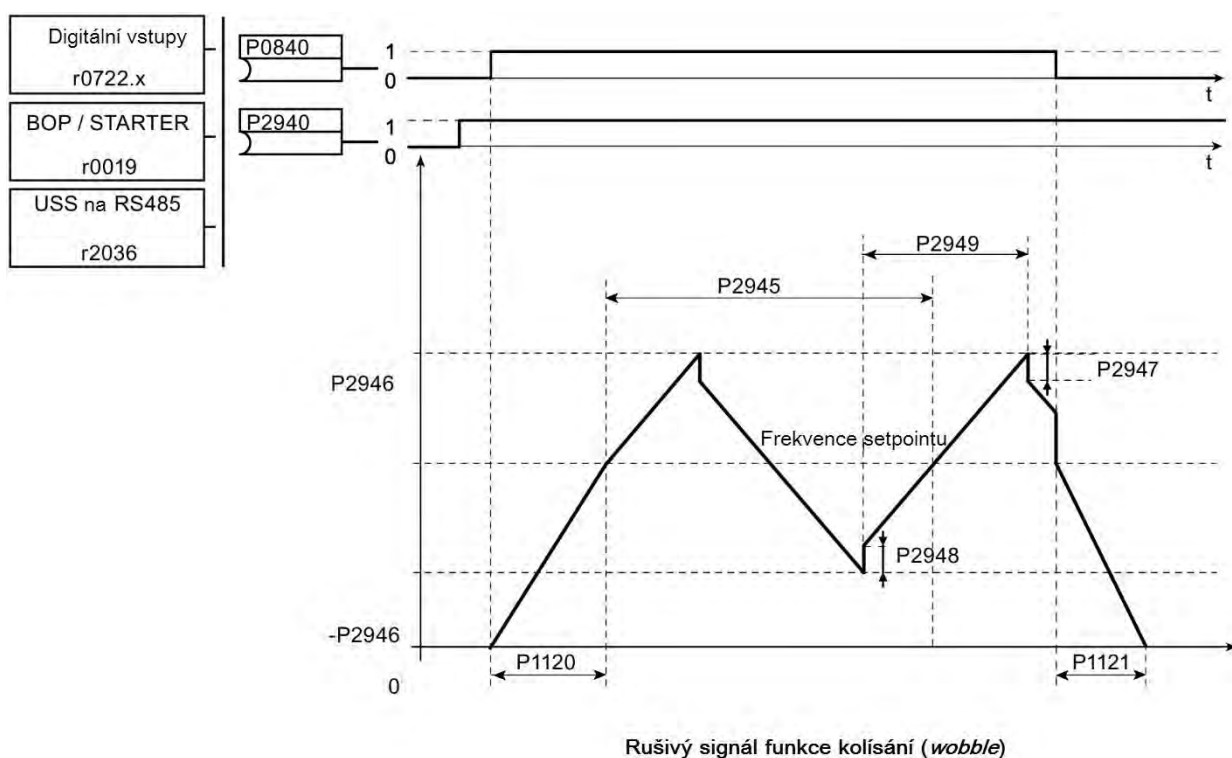 Digitální vstupy
r0722.x
BOP / STARTER
r0019
USS na RS485
r2036
P0840
P2940
1
0
t
1
0
t
P2949
P2945
P2946
P2947
Frekvence setpointu
P2948
-P2946
P1120
P1121
0
Rušivý signál funkce kolísání (wobble)